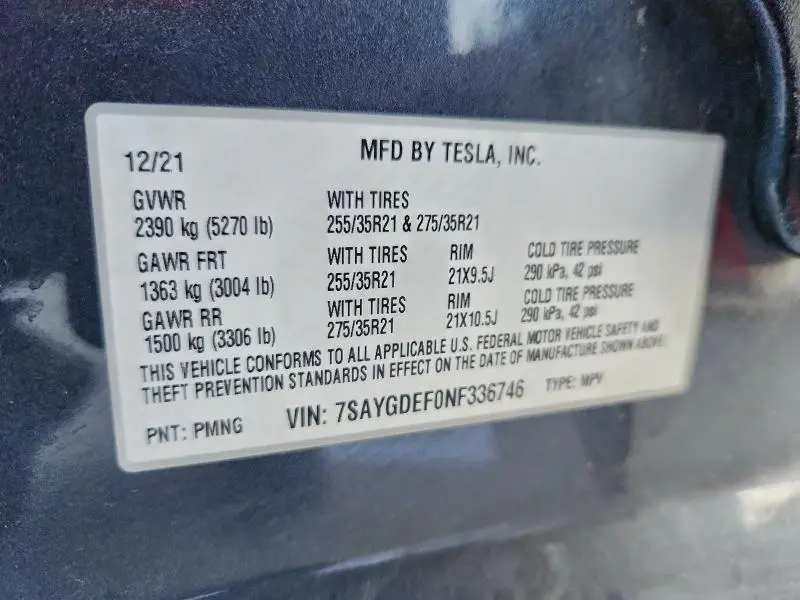 12/21 MFD BY TESLA, INC.
GVWR WITH TIRES
2390 kg (5270 lb) 255/35R21 & 275/35R21
GAWR FRT WITH TIRES RIM COLD TIRE PRESSURE
1363 kg (3004 lb) 255/35R21 21X9.5J 290 kPa, 42 psi
GAWR RR WITH TIRES RIM COLD TIRE PRESSURE
1500 kg (3306 lb) 275/35R21 21X10.5J 290 kPa, 42 psi
THIS VEHICLE CONFORMS TO ALL APPLICABLE U.S. FEDERAL MOTOR VEHICLE SAFETY AND
THEFT PREVENTION STANDARDS IN EFFECT ON THE DATE OF MANUFACTURE SHOWN ABOVE:
PNT: PMNG VIN: 7SAYGDEF0NF336746 TYPE: MPV